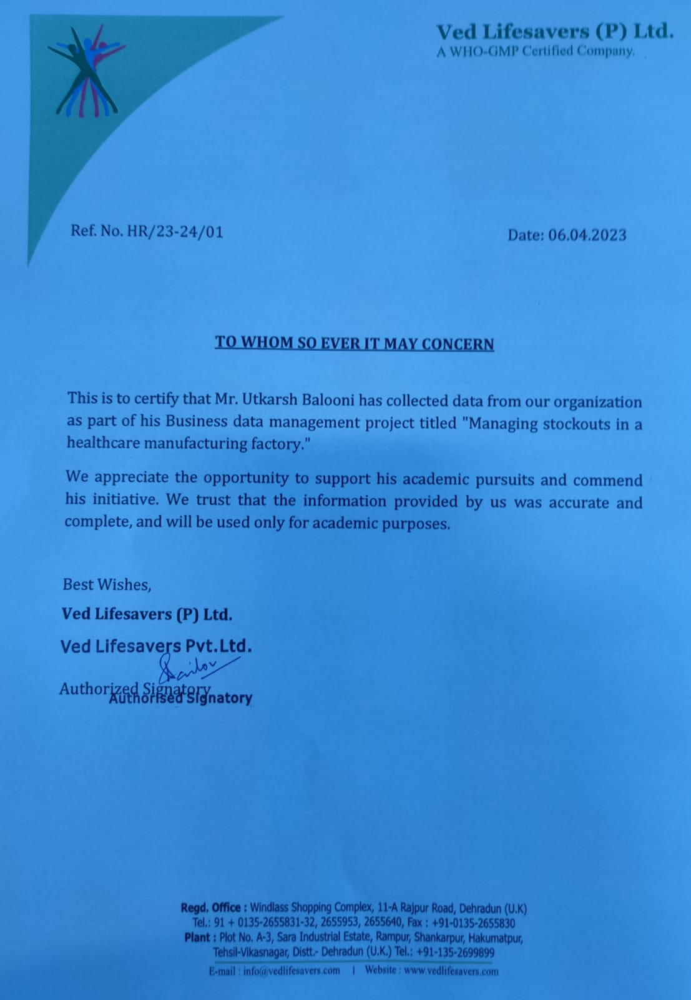 Ved Lifesavers (P) Ltd.
A WHO-GMP Certified Company.
Ref. No. HR/23-24/01
Date: 06.04.2023
TO WHOM SO EVER IT MAY CONCERN
This is to certify that Mr. Utkarsh Balooni has collected data from our organization
as part of his Business data management project titled "Managing stockouts in a
healthcare manufacturing factory."
We appreciate the opportunity to support his academic pursuits and commend
his initiative. We trust that the information provided by us was accurate and
complete, and will be used only for academic purposes.
Best Wishes,
Ved Lifesavers (P) Ltd.
Ved Lifesavers Pvt.Ltd.
Authorized Signatory
Authorised Signatory
Regd. Office : Windlass Shopping Complex, 11-A Rajpur Road, Dehradun (U.K)
Tel.: 91 + 0135-2655831-32, 2655953, 2655640, Fax : +91-0135-2655830
Plant : Plot No. A-3, Sara Industrial Estate, Rampur, Shankarpur, Hakumatpur,
Tehsil-Vikasnagar, Distt.- Dehradun (U.K.) Tel.: +91-135-2699899
E-mail : info@vedlifesavers.com | Website : www.vedlifesavers.com